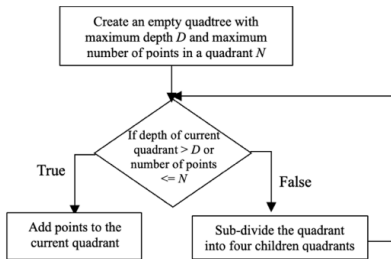 Create an empty quadtree with
maximum depth D and maximum
number of points in a quadrant N
If depth of current
quadrant > D or
number of points
<= N
True
False
Add points to the
current quadrant
Sub-divide the quadrant
into four children quadrants